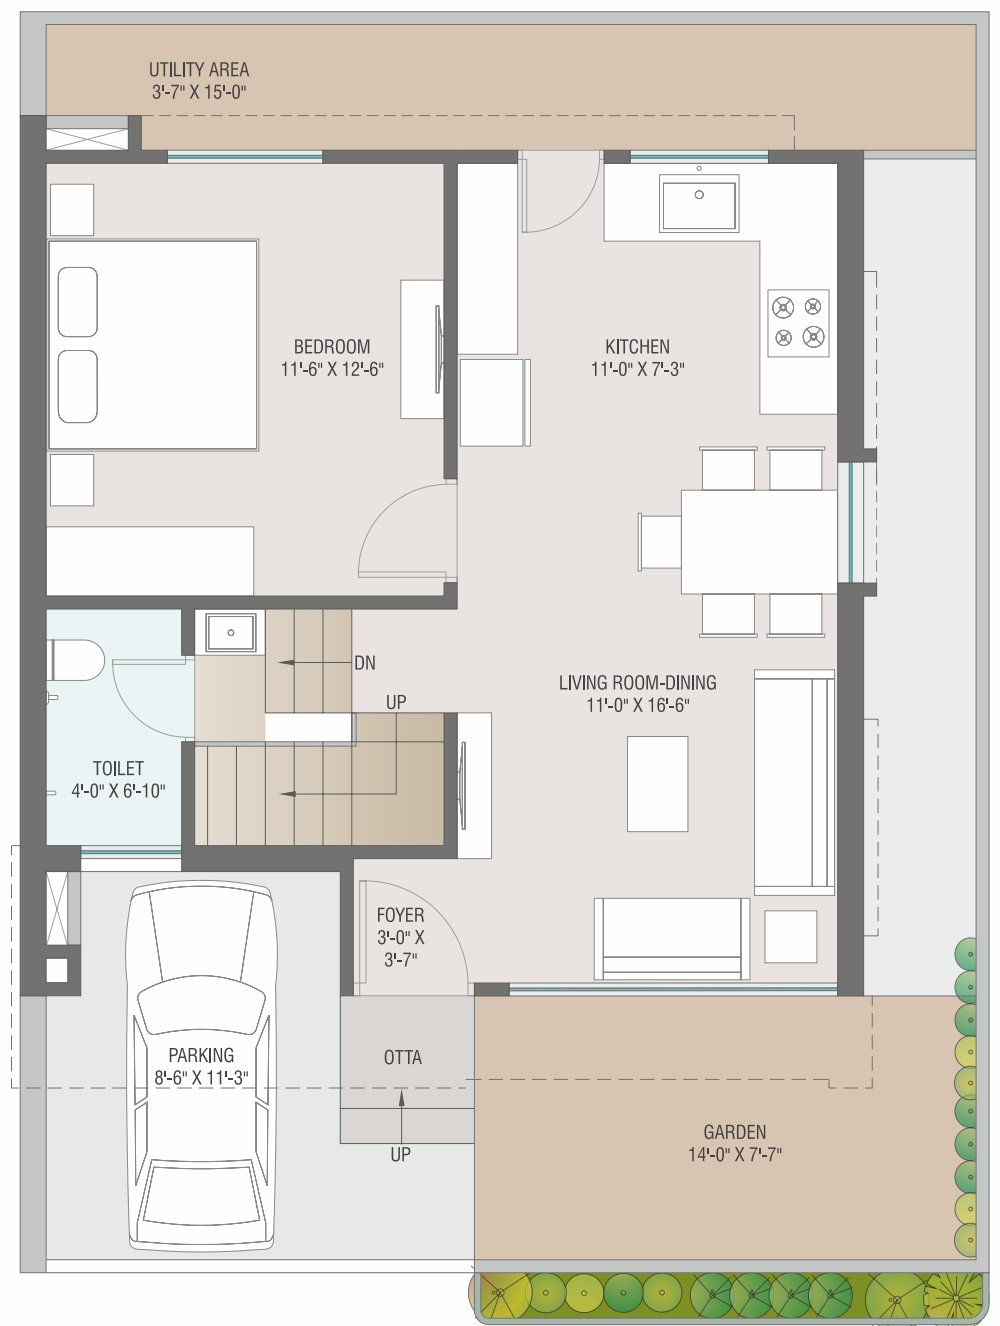 UTILITY AREA
3'-7" X 15'-0"
BEDROOM
11'-6" X 12'-6"
KITCHEN
11'-0" X 7'-3"
DN
UP
LIVING ROOM-DINING
11'-0" X 16'-6"
TOILET
4'-0" X 6'-10"
FOYER
3'-0" X
3'-7"
PARKING
8'-6" X 11'-3"
OTTA
UP
GARDEN
14'-0" X 7'-7"